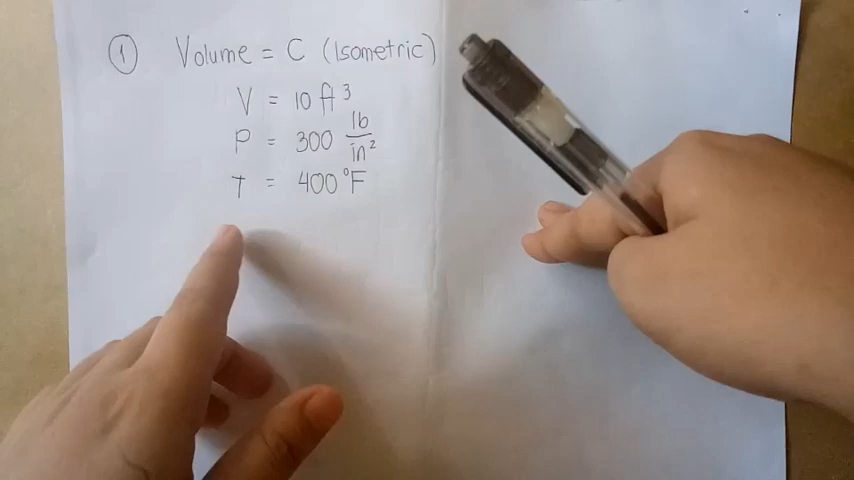 ① Volume = C (Isometric)
V = 10 ft³
P = 300 lb/in²
T = 400°F